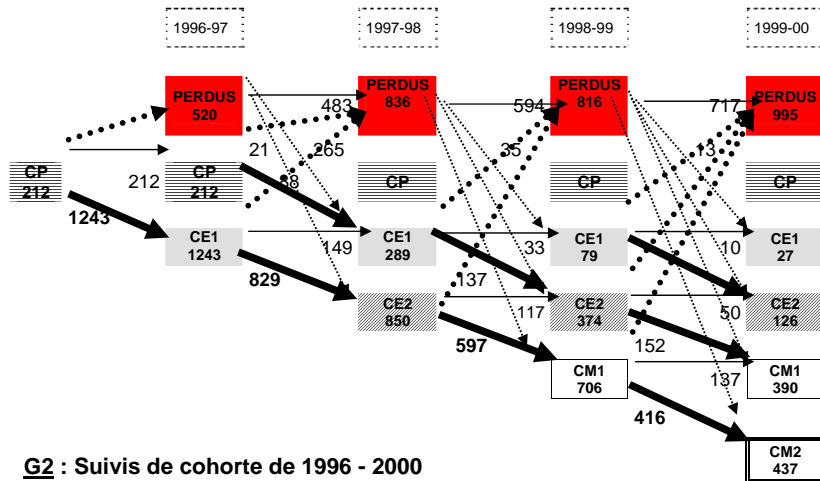 1996-97 1997-98 1998-99 1999-00
PERDUS PERDUS PERDUS PERDUS
520 483 836 594 816 717 995
21 265 35 13
CP CP CP CP CP
212 212 212 88
1243
CE1 CE1 CE1 CE1
1243 149 289 33 79 10 27
829 137
CE2 CE2 CE2
850 117 374 50 126
597 152
CM1 CM1
706 137 390
416
CM2
437
G2 : Suivis de cohorte de 1996 - 2000